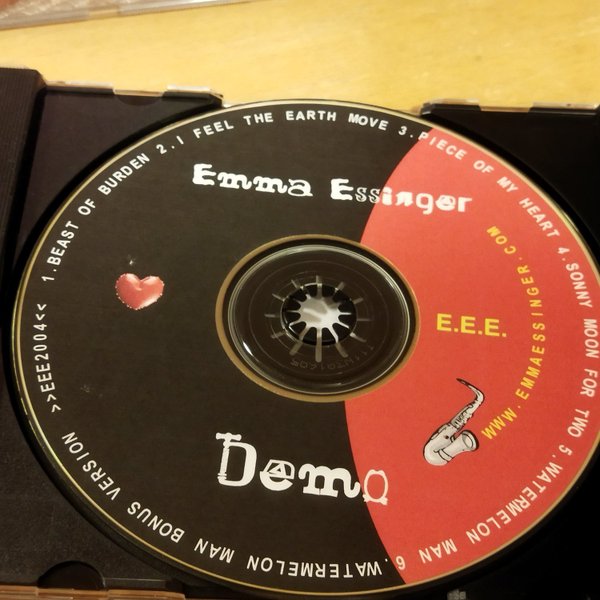 1.BEAST OF BURDEN 2.I FEEL THE EARTH MOVE 3.PIECE OF MY HEART 4.SONNY MOON FOR TWO 5.WATERMELON MAN 6.WATERMELON MAN BONUS VERSION >>EEE2004<<
Emma Essinger
E.E.E.
WWW.EMMAESSINGER.COM
Demo